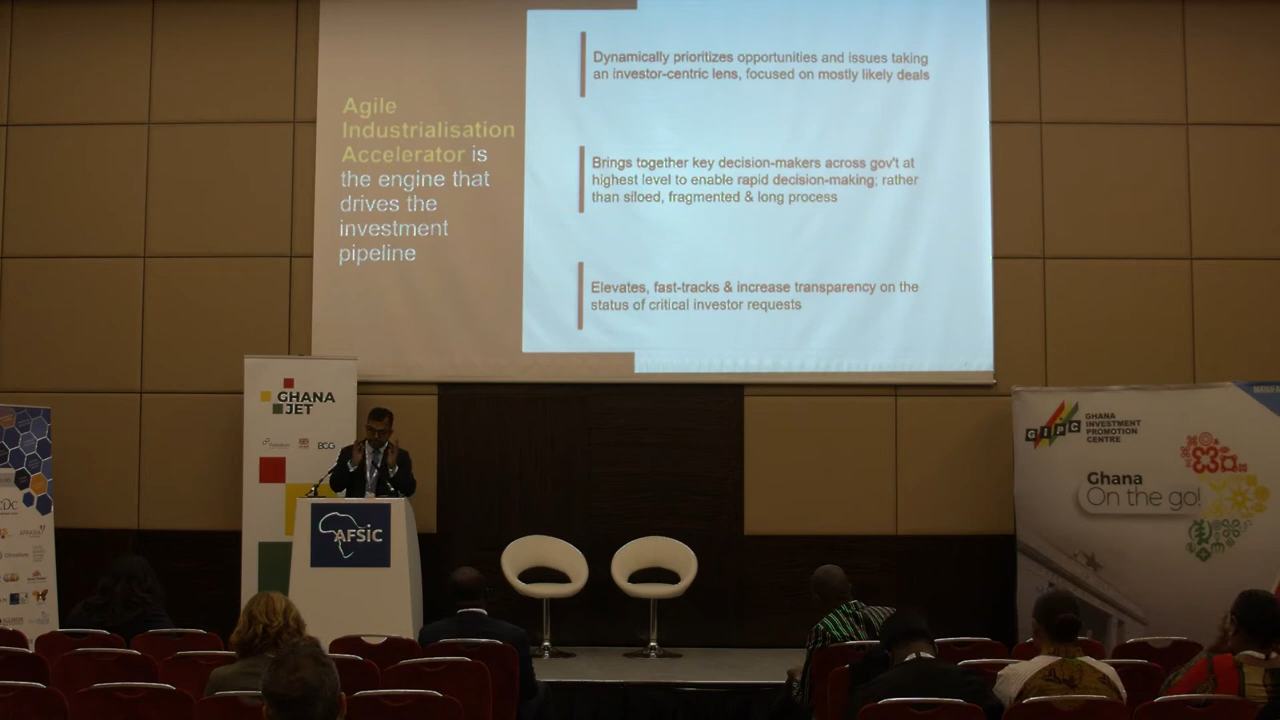 Agile
Industrialisation
Accelerator is
the engine that
drives the
investment
pipeline
Dynamically prioritizes opportunities and issues taking
an investor-centric lens, focused on mostly likely deals
Brings together key decision-makers across gov't at
highest level to enable rapid decision-making; rather
than siloed, fragmented & long process
Elevates, fast-tracks & increase transparency on the
status of critical investor requests
GHANA
JET
BCG
AFSIC
GIPC
GHANA
INVESTMENT
PROMOTION
CENTRE
Ghana
On the go!